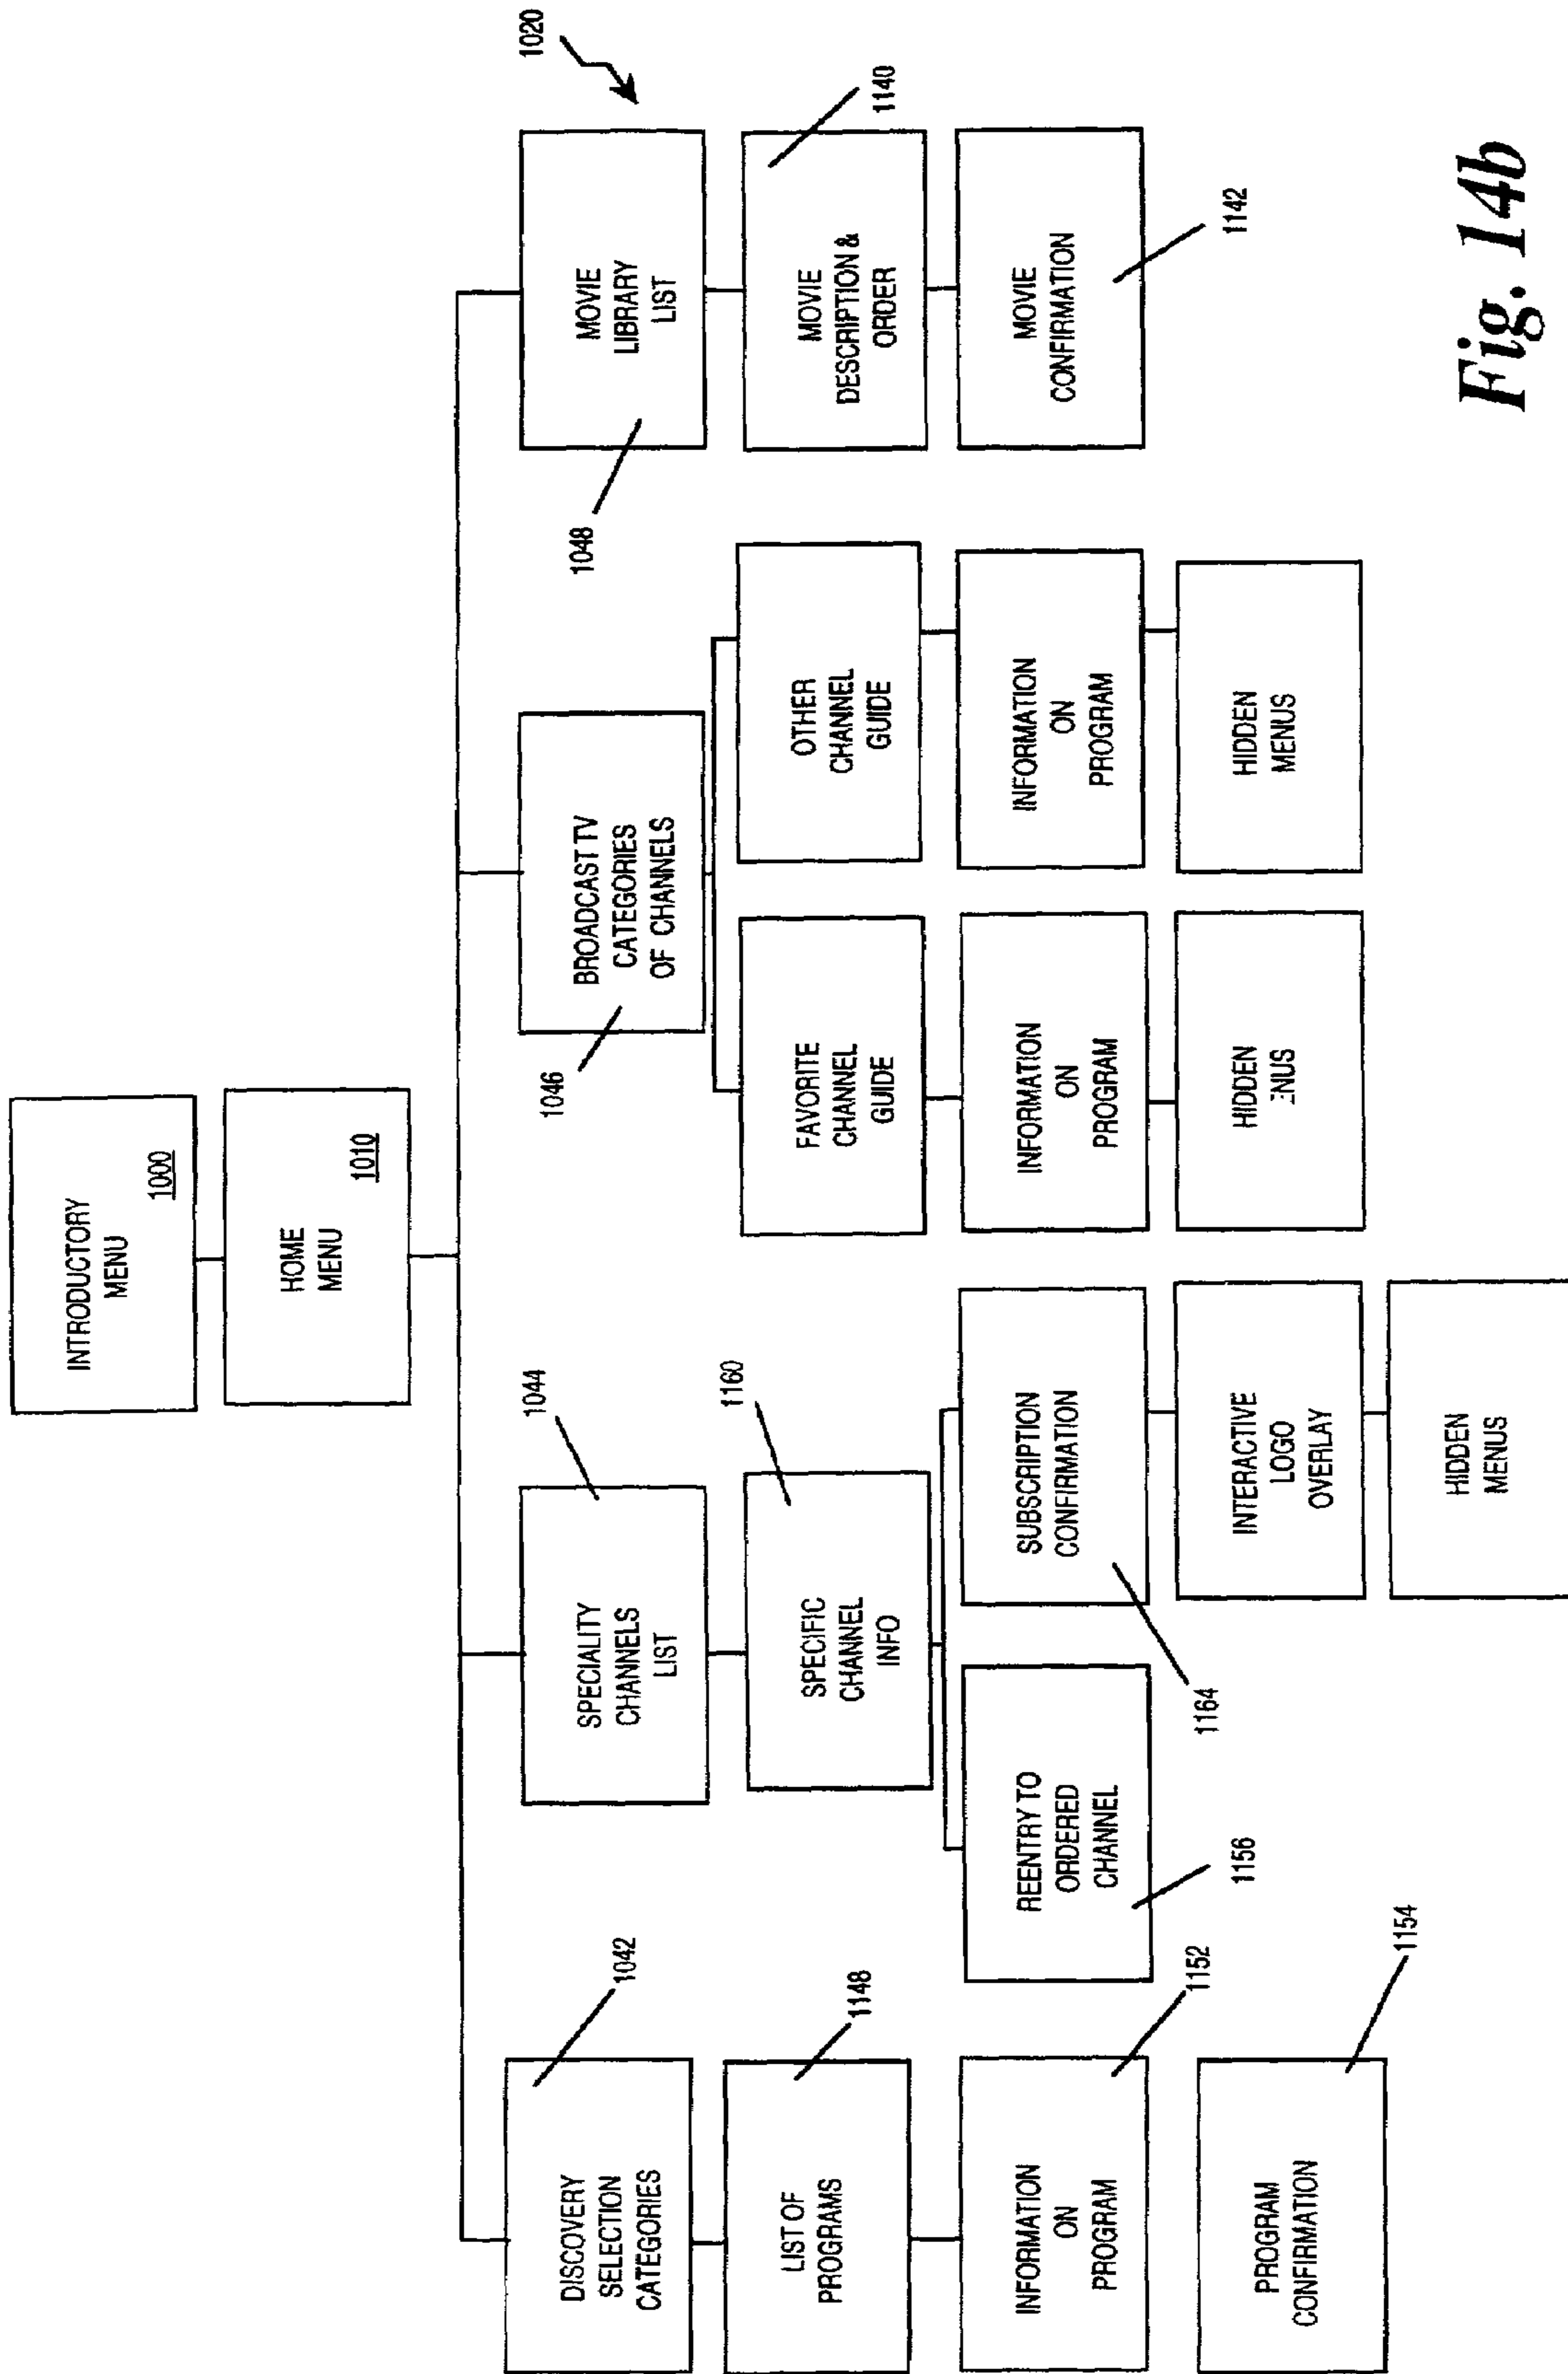 INTRODUCTORY
MENU
1000
HOME
MENU
1010
1020
DISCOVERY
SELECTION
CATEGORIES
1042
LIST OF
PROGRAMS
1148
INFORMATION
ON
PROGRAM
1152
PROGRAM
CONFIRMATION
1154
SPECIALITY
CHANNELS
LIST
1044
SPECIFIC
CHANNEL
INFO
1160
REENTRY TO
ORDERED
CHANNEL
1156
SUBSCRIPTION
CONFIRMATION
1164
INTERACTIVE
LOGO
OVERLAY
HIDDEN
MENUS
BROADCAST TV
CATEGORIES
OF CHANNELS
1046
FAVORITE
CHANNEL
GUIDE
INFORMATION
ON
PROGRAM
HIDDEN
ENUS
OTHER
CHANNEL
GUIDE
INFORMATION
ON
PROGRAM
HIDDEN
MENUS
MOVIE
LIBRARY
LIST
1048
MOVIE
DESCRIPTION &
ORDER
1140
MOVIE
CONFIRMATION
1142
Fig. 14b